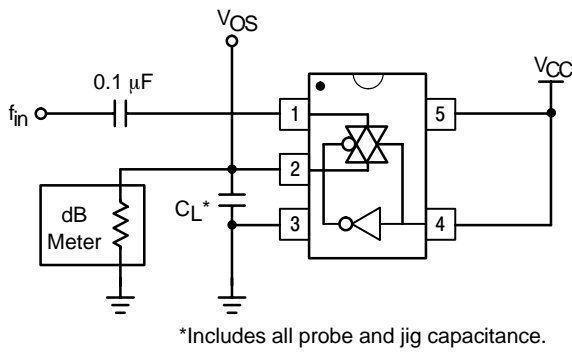 VOS
0.1 μF
fin
VCC
1
5
2
CL*
dB
Meter
3
4
*Includes all probe and jig capacitance.